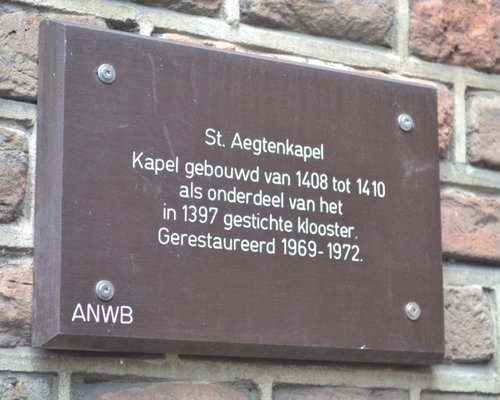 St. Aegtenkapel
Kapel gebouwd van 1408 tot 1410
als onderdeel van het
in 1397 gestichte klooster.
Gerestaureerd 1969-1972.
ANWB